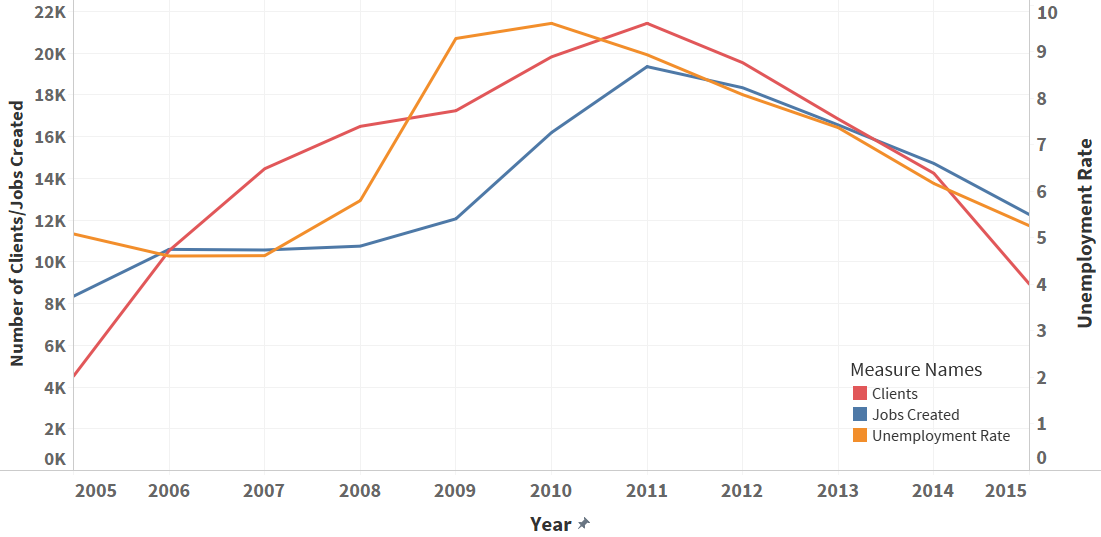 Number of Clients/Jobs Created
22K
20K
18K
16K
14K
12K
10K
8K
6K
4K
2K
0K
10
9
8
7
6
5
4
3
2
1
0
Unemployment Rate
Measure Names
Clients
Jobs Created
Unemployment Rate
2005 2006 2007 2008 2009 2010 2011 2012 2013 2014 2015
Year